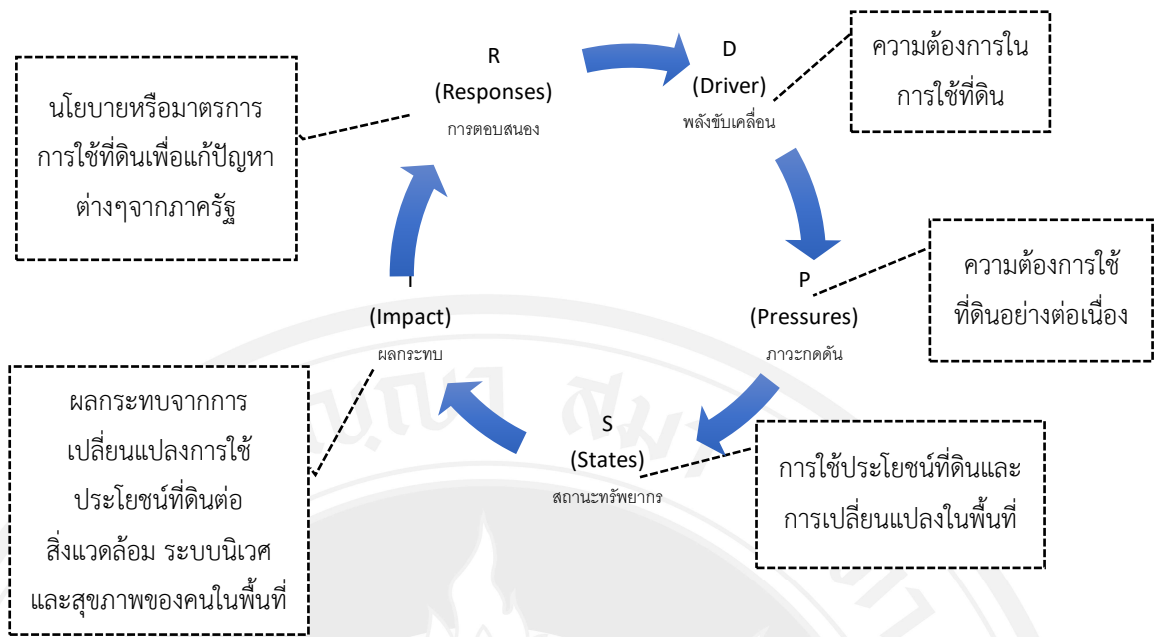 R
(Responses)
การตอบสนอง
D
(Driver)
พลังขับเคลื่อน
ความต้องการใน
การใช้ที่ดิน
นโยบายหรือมาตรการ
การใช้ที่ดินเพื่อแก้ปัญหา
ต่างๆจากภาครัฐ
P
(Pressures)
ภาวะกดดัน
ความต้องการใช้
ที่ดินอย่างต่อเนื่อง
I
(Impact)
ผลกระทบ
ผลกระทบจากการ
เปลี่ยนแปลงการใช้
ประโยชน์ที่ดินต่อ
สิ่งแวดล้อม ระบบนิเวศ
และสุขภาพของคนในพื้นที่
S
(States)
สถานะทรัพยากร
การใช้ประโยชน์ที่ดินและ
การเปลี่ยนแปลงในพื้นที่